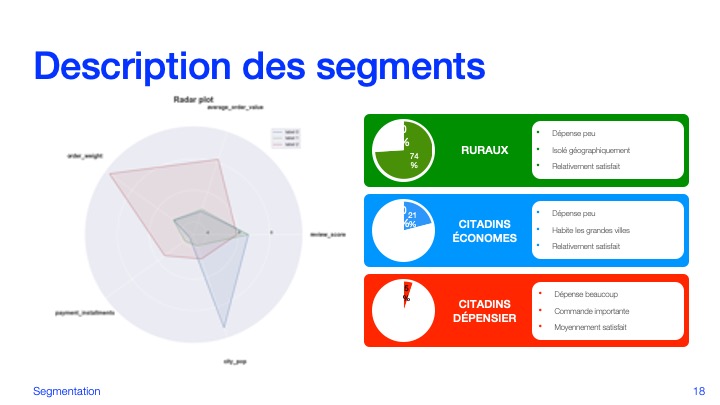 Description des segments
Radar plot
average_order_value
label 0
label 1
label 2
order_weight
review_score
payment_installments
city_pop
74
%
RURAUX
• Dépense peu
• Isolé géographiquement
• Relativement satisfait
21
%
CITADINS
ÉCONOMES
• Dépense peu
• Habite les grandes villes
• Relativement satisfait
%
CITADINS
DÉPENSIER
• Dépense beaucoup
• Commande importante
• Moyennement satisfait
Segmentation
18